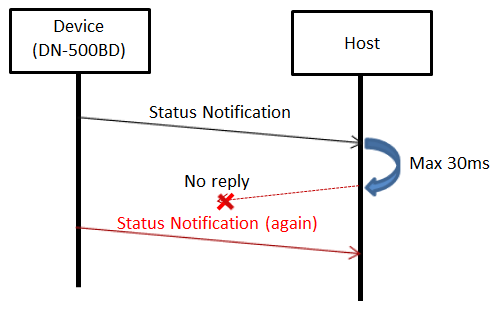 Device
(DN-500BD)
Host
Status Notification
Max 30ms
No reply
Status Notification (again)